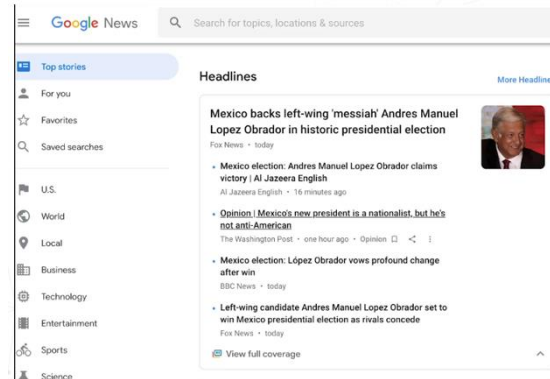 Google News
Search for topics, locations & sources
Top stories
For you
Favorites
Saved searches
U.S.
World
Local
Business
Technology
Entertainment
Sports
Science
Headlines
More Headline
Mexico backs left-wing 'messiah' Andres Manuel
Lopez Obrador in historic presidential election
Fox News • today
Mexico election: Andres Manuel Lopez Obrador claims
victory | Al Jazeera English
Al Jazeera English • 16 minutes ago
Opinion | Mexico's new president is a nationalist, but he's
not anti-American
The Washington Post • one hour ago • Opinion
Mexico election: López Obrador vows profound change
after win
BBC News • today
Left-wing candidate Andres Manuel Lopez Obrador set to
win Mexico presidential election as rivals concede
Fox News • today
View full coverage